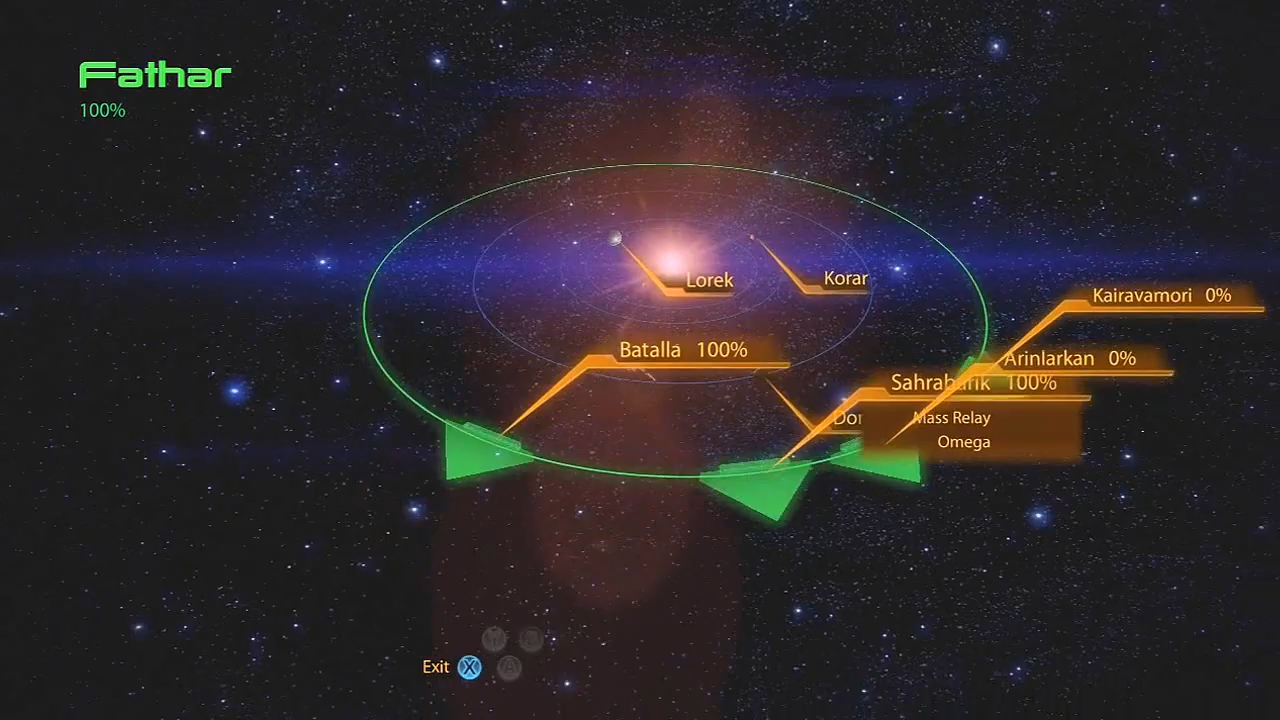 Fathar
100%
Lorek
Korar
Kairavamori 0%
Batalla 100%
Arinlarkan 0%
Sahrabarik 100%
Mass Relay
Omega
Exit X
A